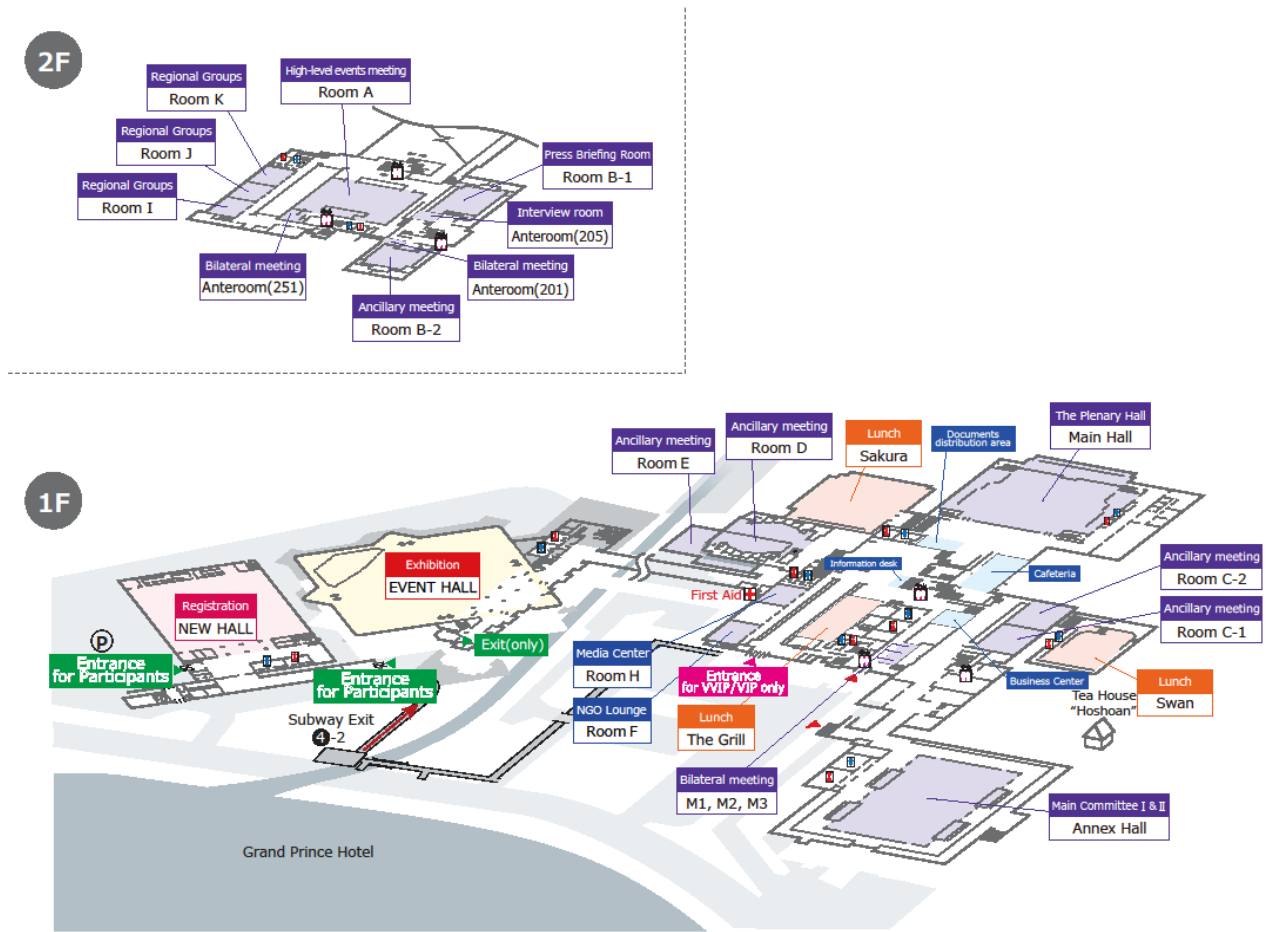 2F
Regional Groups
Room K
High-level events meeting
Room A
Regional Groups
Room J
Press Briefing Room
Room B-1
Regional Groups
Room I
Interview room
Anteroom(205)
Bilateral meeting
Anteroom(251)
Bilateral meeting
Anteroom(201)
Ancillary meeting
Room B-2
1F
The Plenary Hall
Main Hall
Ancillary meeting
Room D
Lunch
Sakura
Documents
distribution area
Ancillary meeting
Room E
Exhibition
EVENT HALL
Information desk
Cafeteria
Ancillary meeting
Room C-2
First Aid
Registration
NEW HALL
Ancillary meeting
Room C-1
P
Exit(only)
Entrance
for Participants
Entrance
for Participants
Media Center
Room H
Entrance
for VVIP/VIP only
Business Center
Lunch
Swan
Tea House
"Hoshoan"
NGO Lounge
Room F
Lunch
The Grill
Subway Exit
4-2
Bilateral meeting
M1, M2, M3
Main Committee I & II
Annex Hall
Grand Prince Hotel